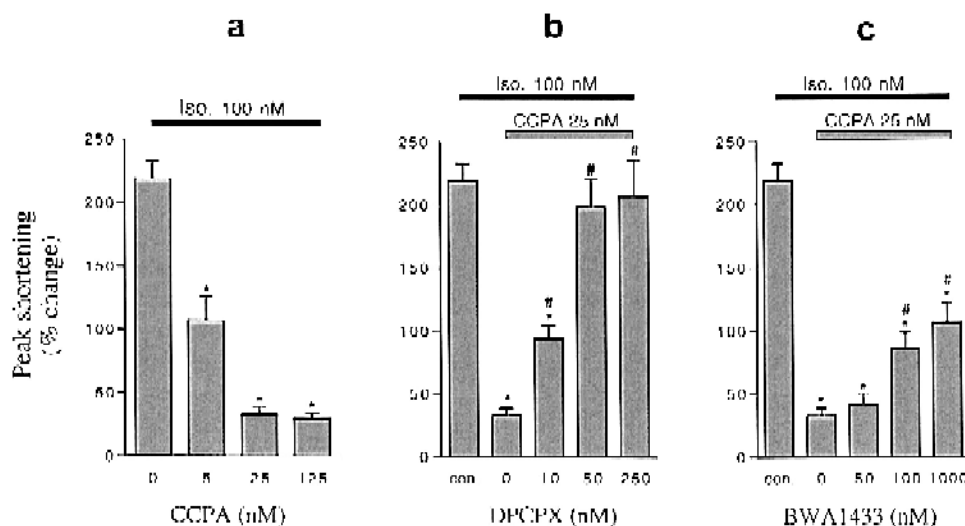 a
b
c
Iso. 100 nM
Iso. 100 nM
Iso. 100 nM
CCPA 25 nM
CCPA 25 nM
Peak shortening
(% change)
250
200
150
100
50
0
*
*
*
0 5 25 125
CCPA (nM)
250
200
150
100
50
0
*
#
*
#
#
con. 0 10 50 250
DPCPX (nM)
250
200
150
100
50
0
*
*
#
*
#
*
con. 0 50 100 1000
BWA1433 (nM)